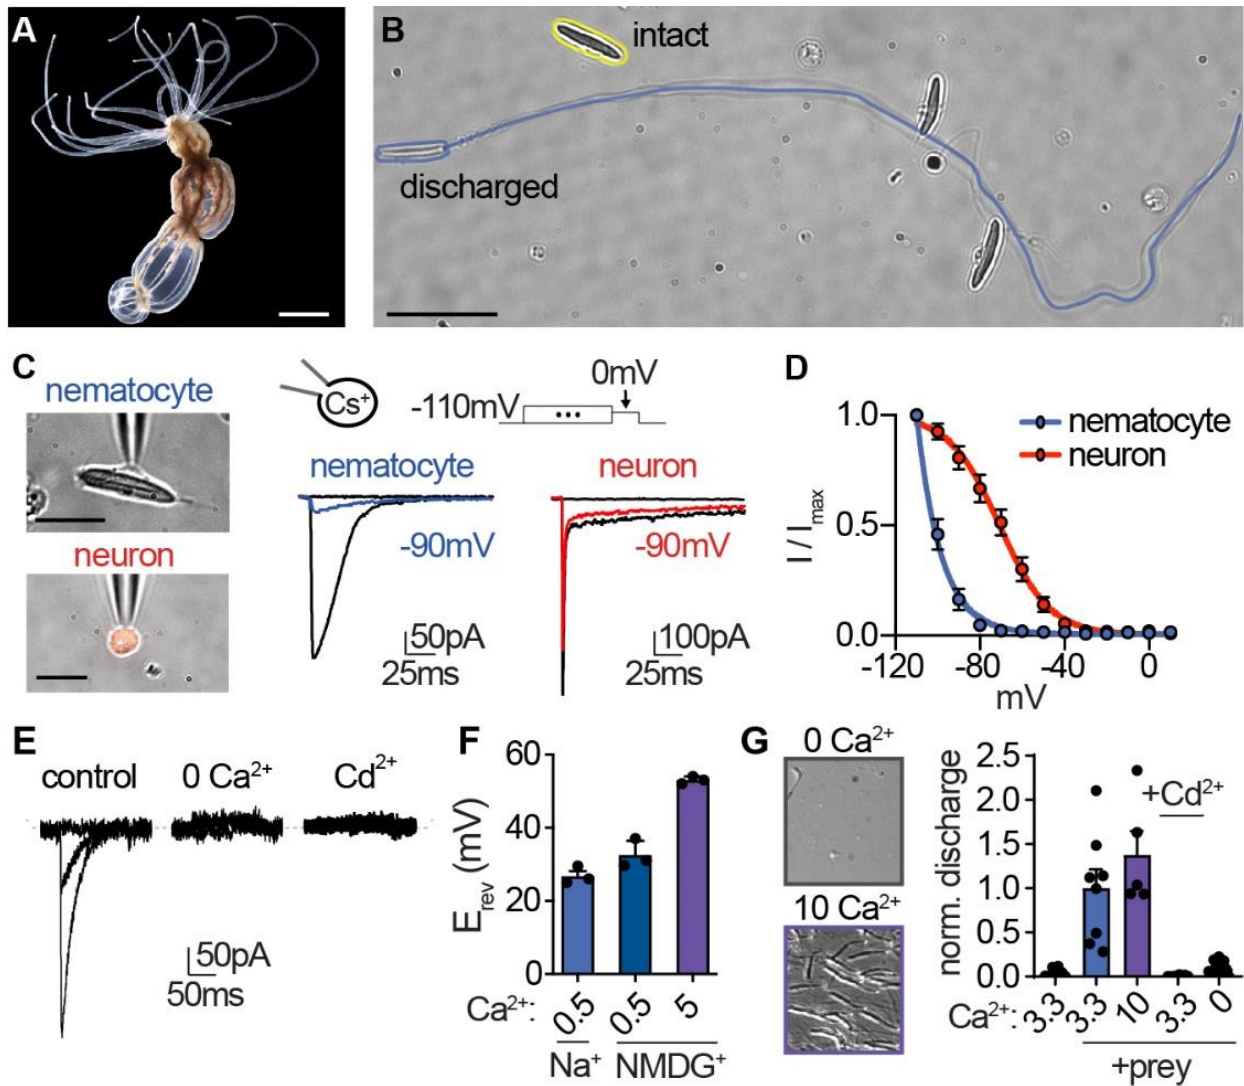 A
B
intact
discharged
C
nematocyte
neuron
Cs⁺
-110mV
0mV
•••
nematocyte
-90mV
50pA
25ms
neuron
-90mV
100pA
25ms
D
nematocyte
neuron
I / Imax
1.0
0.5
0.0
-120 -80 -40 0
mV
E
control
0 Ca²⁺
Cd²⁺
50pA
50ms
F
Erev (mV)
60
40
20
0
Ca²⁺: 0.5 0.5 5
Na⁺ NMDG⁺
G
0 Ca²⁺
10 Ca²⁺
norm. discharge
2.5
2.0
1.5
1.0
0.5
0.0
+Cd²⁺
Ca²⁺: 3.3 3.3 10 3.3 0
+prey